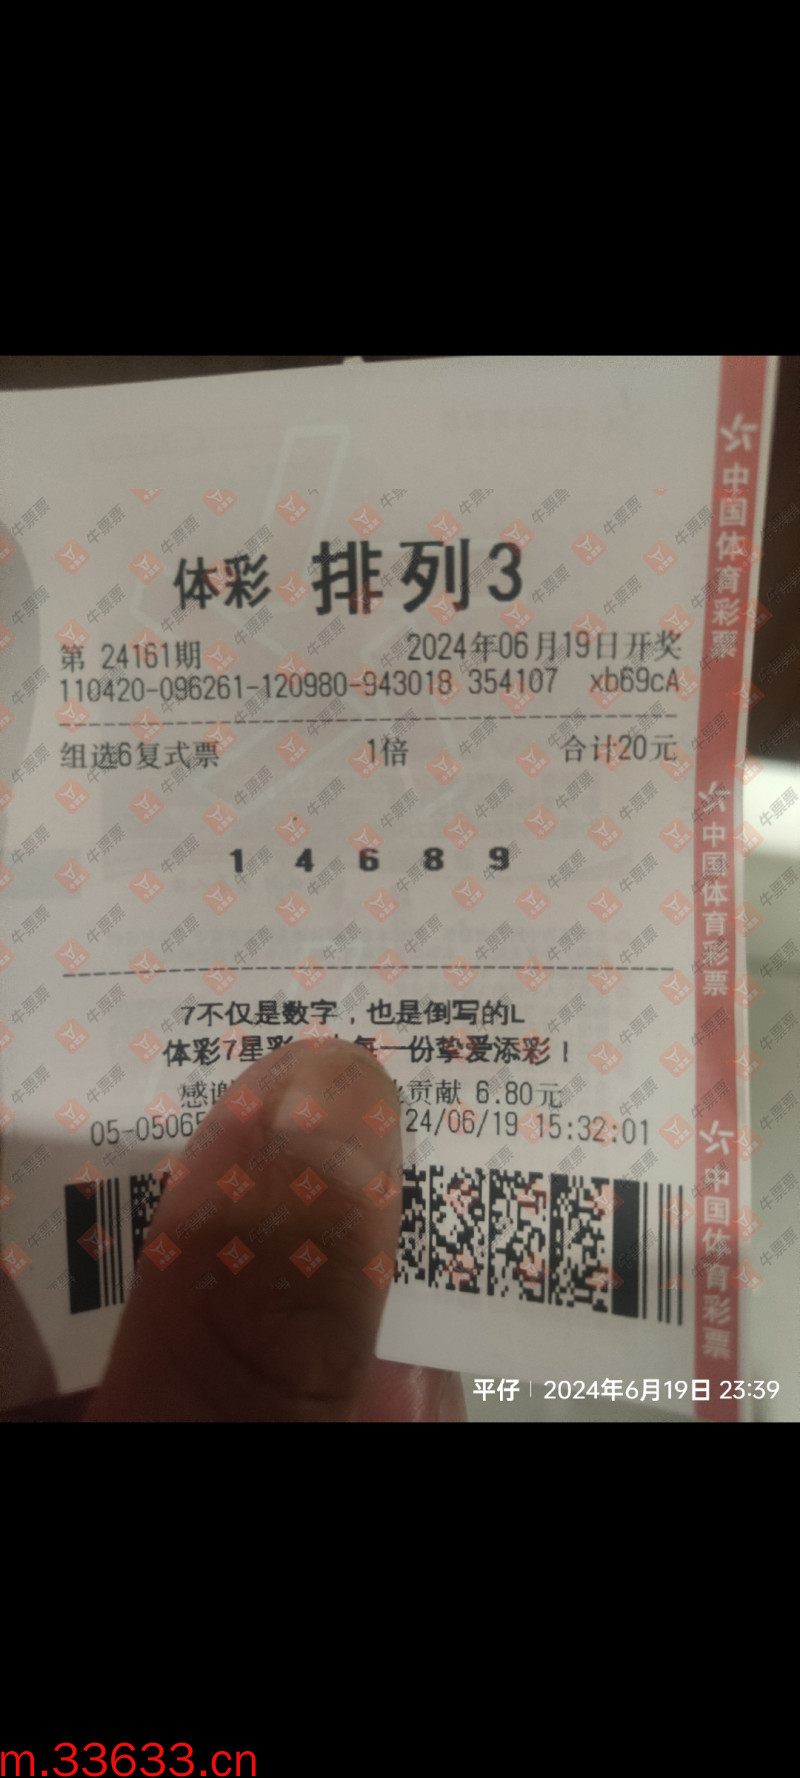 体彩 排列3
第 24161期 2024年06月19日开奖
110420-096261-120980-943018 354107 xb69cA
组选6复式票 1倍 合计20元
1 4 6 8 9
7不仅是数字，也是倒写的L
体彩7星彩 每一份挚爱添彩！
感谢 贡献 6.80元
05-05065 24/06/19 15:32:01
中国体育彩票
中国体育彩票
中国体育彩票
牛票票
平仔 | 2024年6月19日 23:39
m.33633.cn